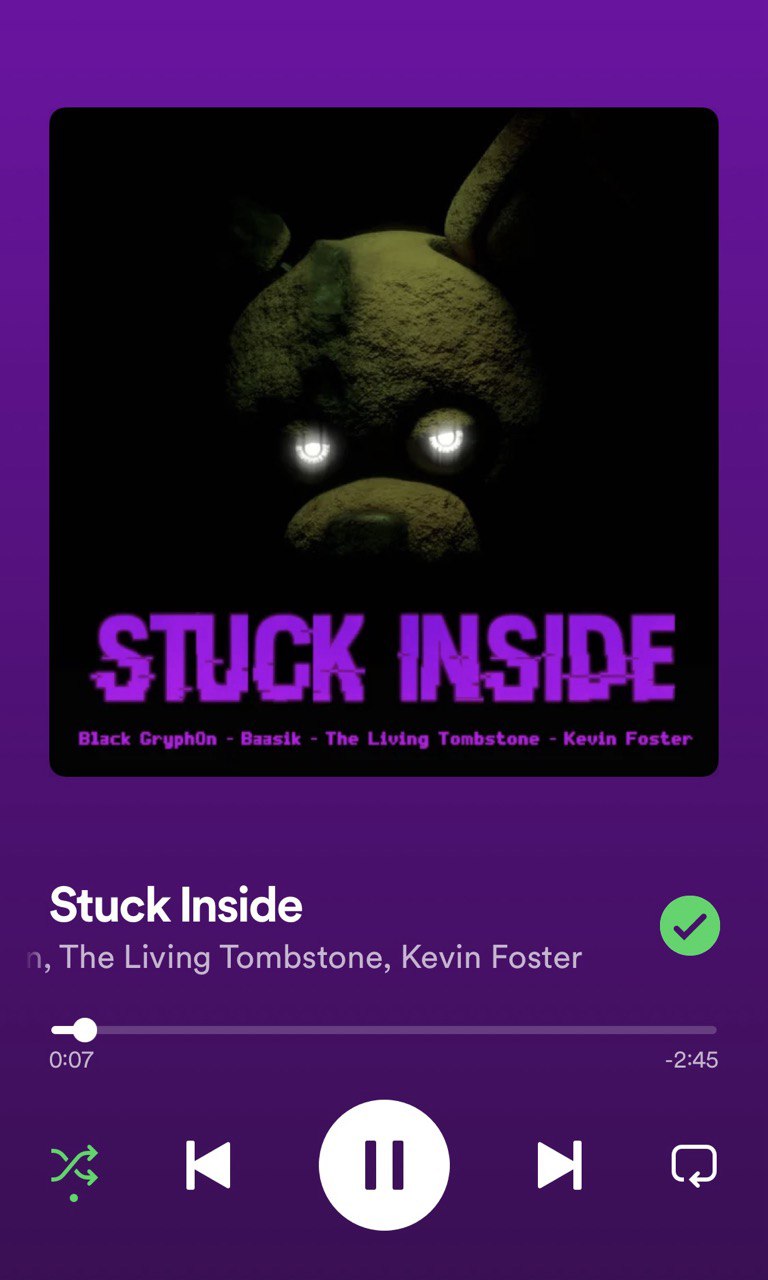 STUCK INSIDE
Black Gryph0n - Baasik - The Living Tombstone - Kevin Foster
Stuck Inside
n, The Living Tombstone, Kevin Foster
0:07
-2:45